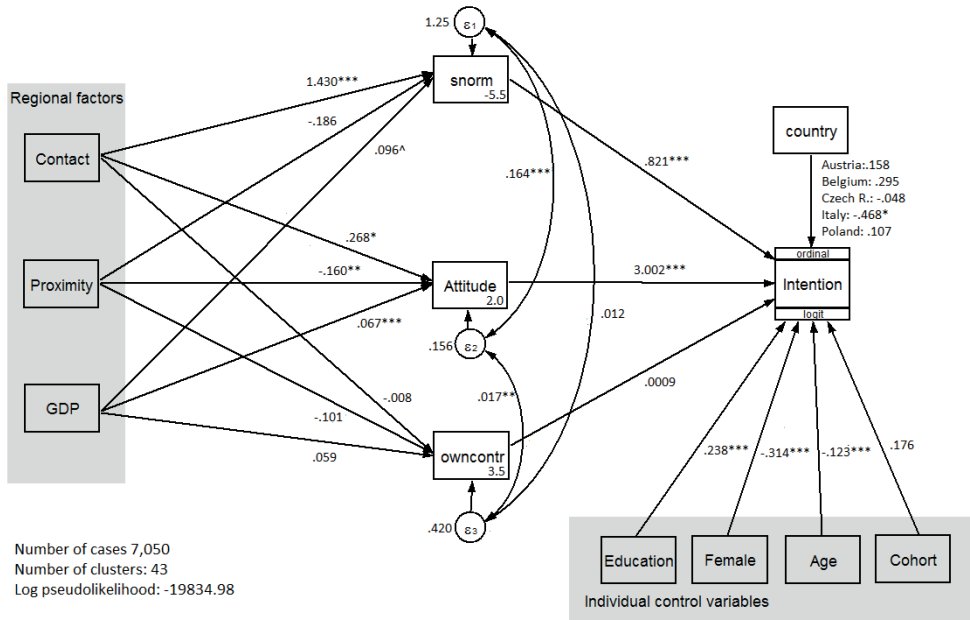 1.25
ε1
Regional factors
snorm
-5.5
1.430***
-.186
.096^
Contact
country
.821***
Austria:.158
Belgium: .295
Czech R.: -.048
Italy: -.468*
Poland: .107
.164***
.268*
ordinal
Proximity
-.160**
Attitude
2.0
3.002***
Intention
logit
.012
.067***
.156
ε2
.0009
.017**
GDP
-.008
-.101
.059
owncontr
3.5
.238***
-.314***
-.123***
.176
.420
ε3
Number of cases 7,050
Number of clusters: 43
Log pseudolikelihood: -19834.98
Education
Female
Age
Cohort
Individual control variables